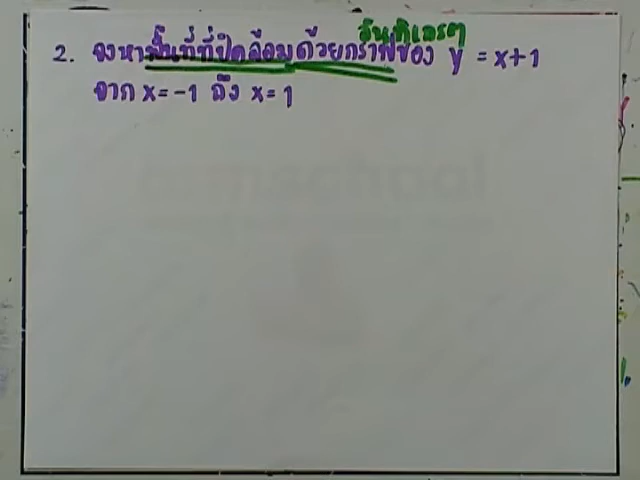 อินทิเกรต
2. จงหาพื้นที่ที่ปิดล้อมด้วยกราฟของ y = x+1
จาก x = -1 ถึง x = 1